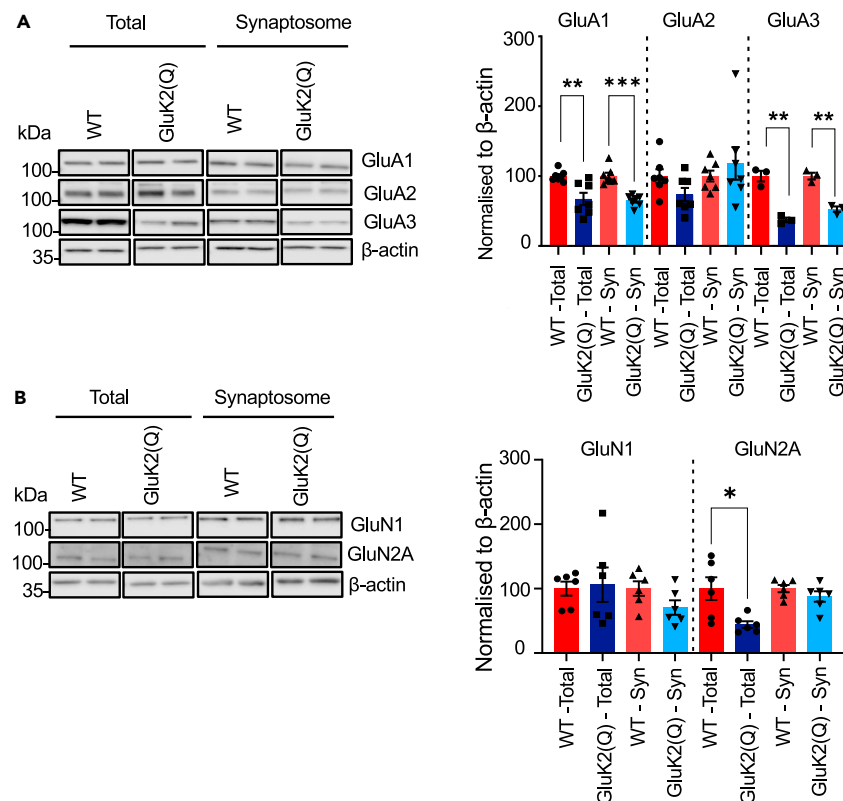 A
Total
Synaptosome
kDa
WT
GluK2(Q)
WT
GluK2(Q)
100
GluA1
100
GluA2
100
GluA3
35
β-actin
GluA1
GluA2
GluA3
Normalised to β-actin
300
200
100
0
**
***
**
**
WT -Total
GluK2(Q) - Total
WT - Syn
GluK2(Q) - Syn
WT -Total
GluK2(Q) - Total
WT - Syn
GluK2(Q) - Syn
WT -Total
GluK2(Q) - Total
WT - Syn
GluK2(Q) - Syn
B
Total
Synaptosome
kDa
WT
GluK2(Q)
WT
GluK2(Q)
100
GluN1
100
GluN2A
35
β-actin
GluN1
GluN2A
Normalised to β-actin
300
200
100
0
*
WT -Total
GluK2(Q) - Total
WT - Syn
GluK2(Q) - Syn
WT -Total
GluK2(Q) - Total
WT - Syn
GluK2(Q) - Syn